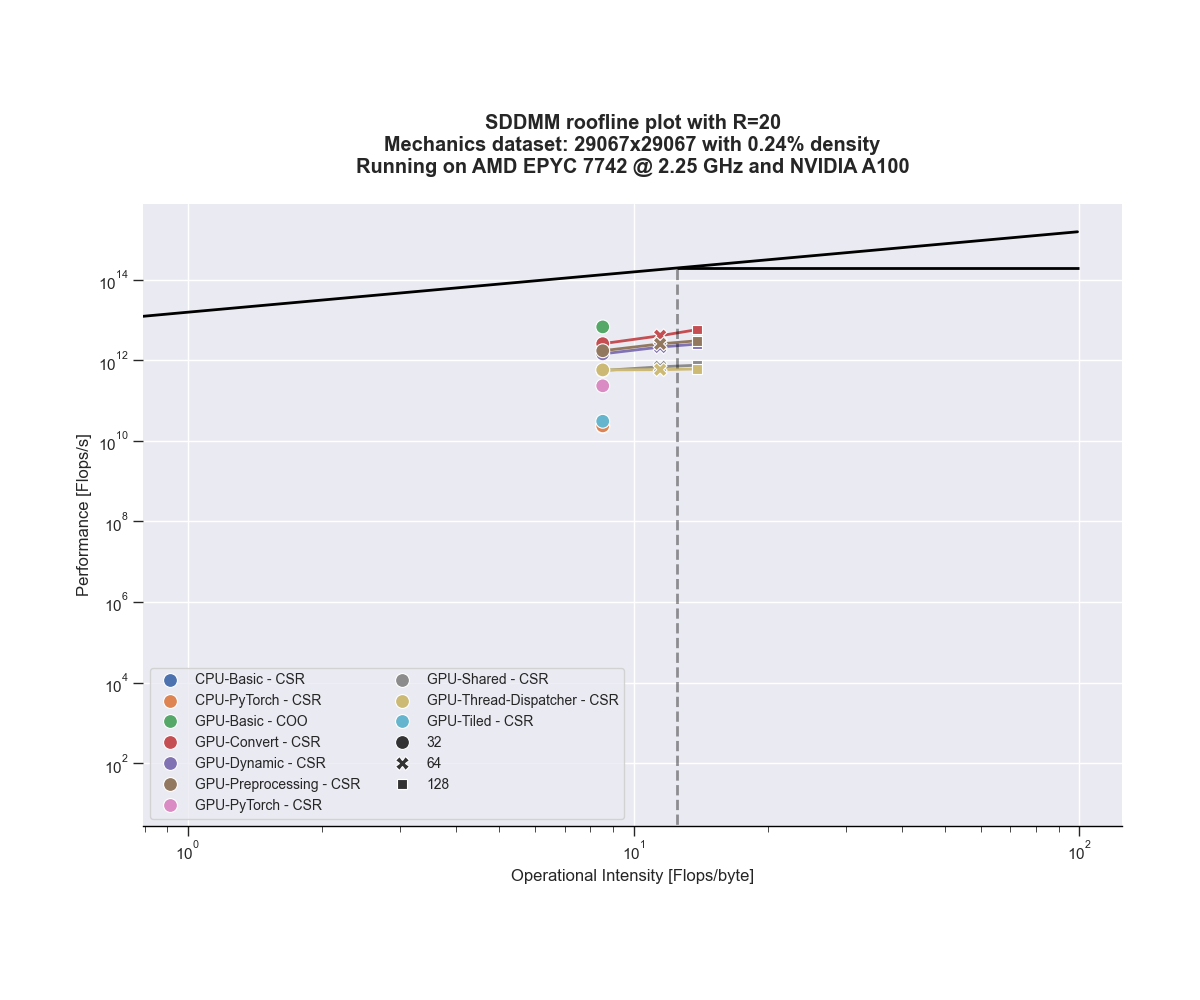 SDDMM roofline plot with R=20
Mechanics dataset: 29067x29067 with 0.24% density
Running on AMD EPYC 7742 @ 2.25 GHz and NVIDIA A100
Performance [Flops/s]
10^14
10^12
10^10
10^8
10^6
10^4
10^2
CPU-Basic - CSR
CPU-PyTorch - CSR
GPU-Basic - COO
GPU-Convert - CSR
GPU-Dynamic - CSR
GPU-Preprocessing - CSR
GPU-PyTorch - CSR
GPU-Shared - CSR
GPU-Thread-Dispatcher - CSR
GPU-Tiled - CSR
32
64
128
10^0
10^1
10^2
Operational Intensity [Flops/byte]